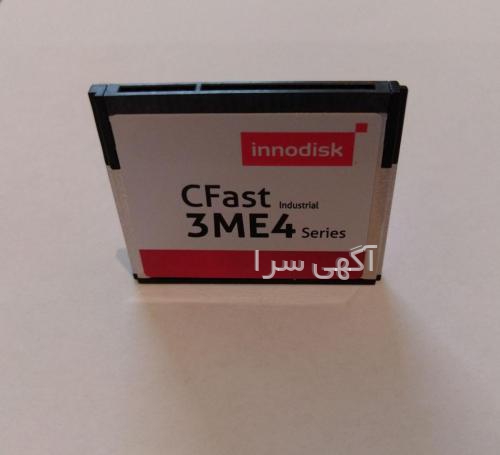 innodisk
CFast Industrial
3ME4 Series
آگهی سرا